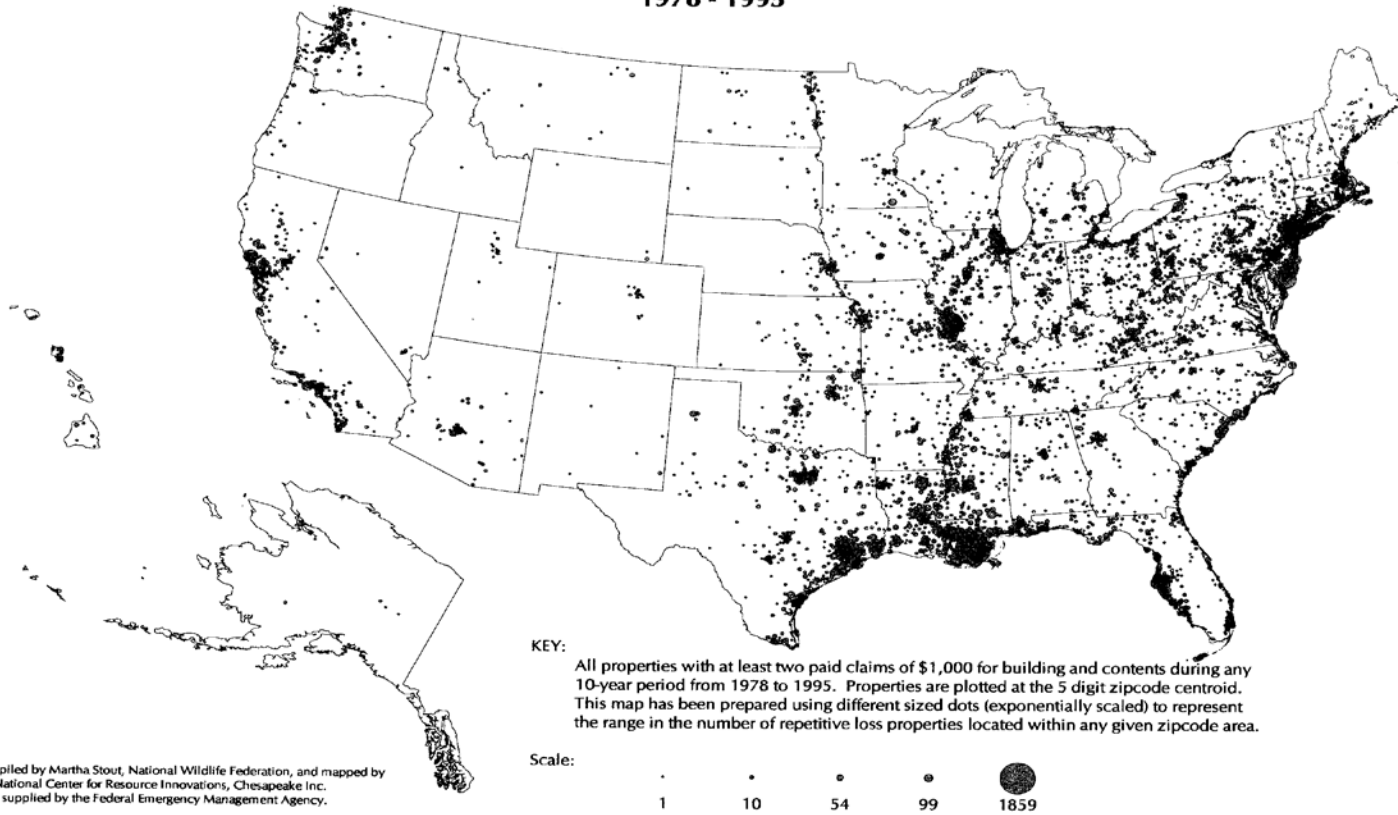 1978 - 1995
KEY:
All properties with at least two paid claims of $1,000 for building and contents during any
10-year period from 1978 to 1995. Properties are plotted at the 5 digit zipcode centroid.
This map has been prepared using different sized dots (exponentially scaled) to represent
the range in the number of repetitive loss properties located within any given zipcode area.
Scale:
1 10 54 99 1859
piled by Martha Stout, National Wildlife Federation, and mapped by
National Center for Resource Innovations, Chesapeake Inc.
supplied by the Federal Emergency Management Agency.